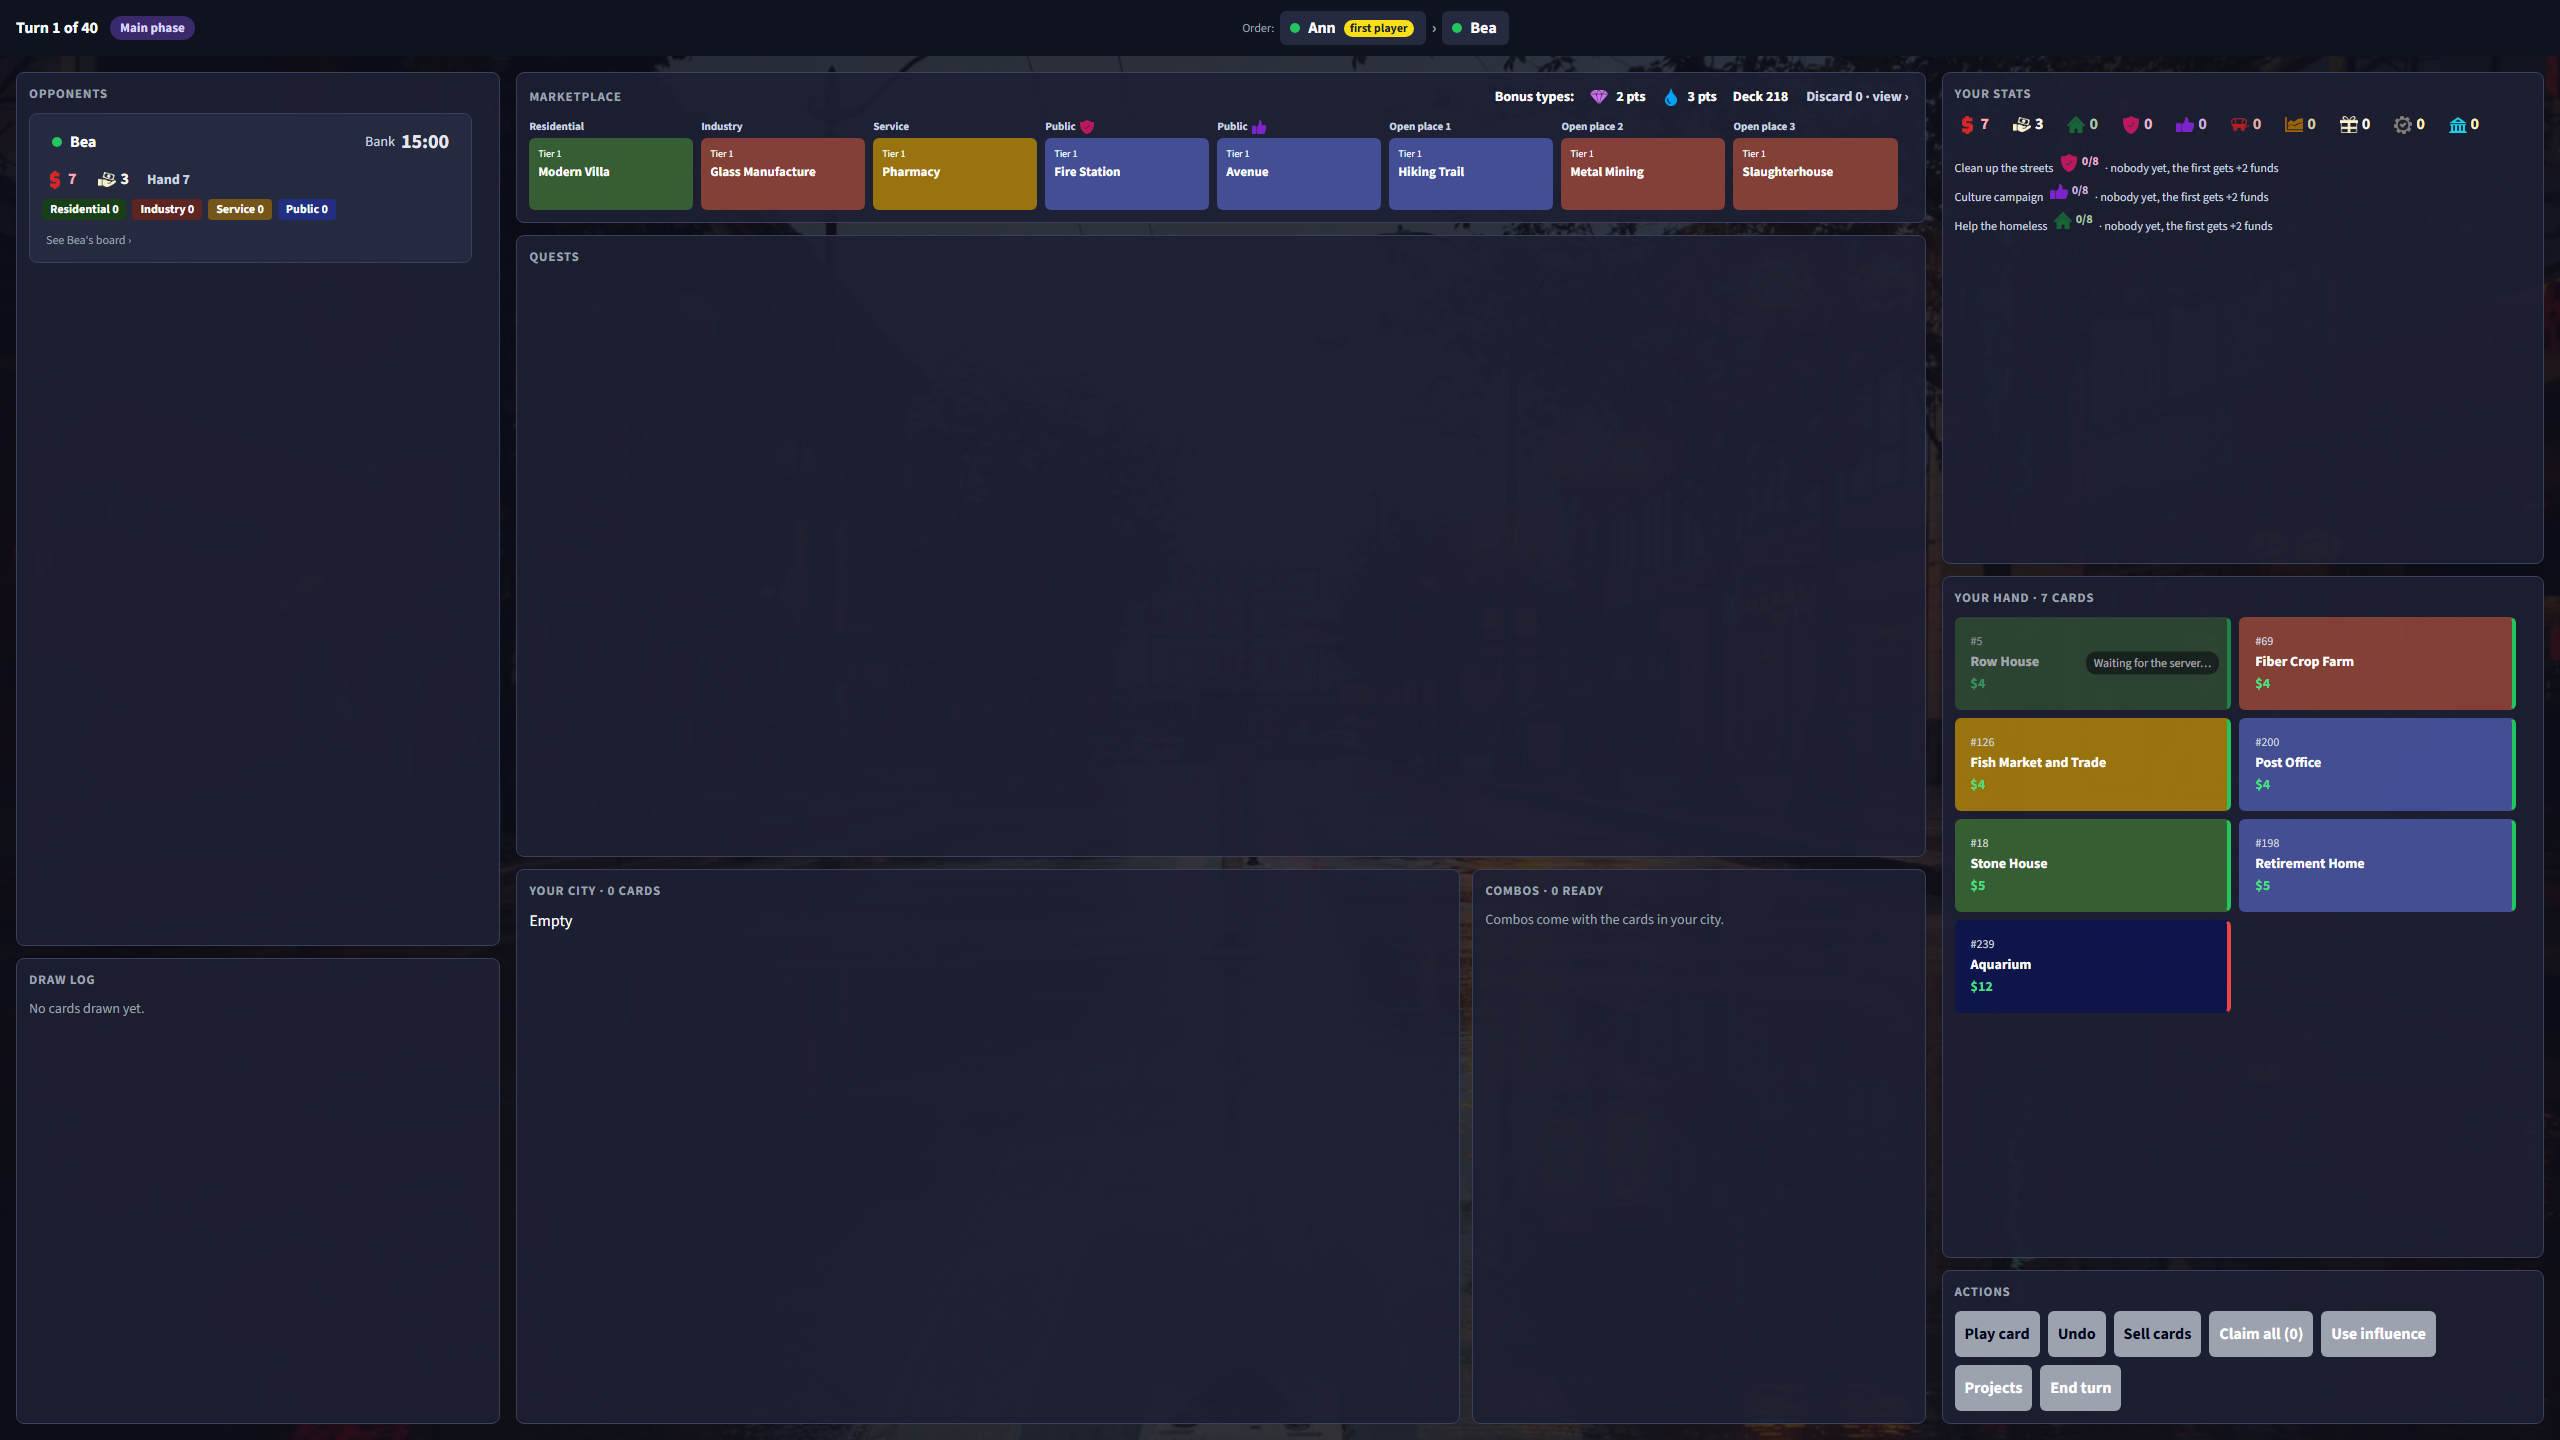 Turn 1 of 40 Main phase
Order: Ann first player › Bea
OPPONENTS
Bea Bank 15:00
7 3 Hand 7
Residential 0 Industry 0 Service 0 Public 0
See Bea's board ›
DRAW LOG
No cards drawn yet.
MARKETPLACE
Bonus types: 2 pts 3 pts Deck 218 Discard 0 · view ›
Residential
Tier 1
Modern Villa
Industry
Tier 1
Glass Manufacture
Service
Tier 1
Pharmacy
Public
Tier 1
Fire Station
Public
Tier 1
Avenue
Open place 1
Tier 1
Hiking Trail
Open place 2
Tier 1
Metal Mining
Open place 3
Tier 1
Slaughterhouse
QUESTS
YOUR CITY · 0 CARDS
Empty
COMBOS · 0 READY
Combos come with the cards in your city.
YOUR STATS
7 3 0 0 0 0 0 0 0 0
Clean up the streets 0/8 · nobody yet, the first gets +2 funds
Culture campaign 0/8 · nobody yet, the first gets +2 funds
Help the homeless 0/8 · nobody yet, the first gets +2 funds
YOUR HAND · 7 CARDS
#5
Row House
$4
Waiting for the server...
#69
Fiber Crop Farm
$4
#126
Fish Market and Trade
$4
#200
Post Office
$4
#18
Stone House
$5
#198
Retirement Home
$5
#239
Aquarium
$12
ACTIONS
Play card Undo Sell cards Claim all (0) Use influence
Projects End turn